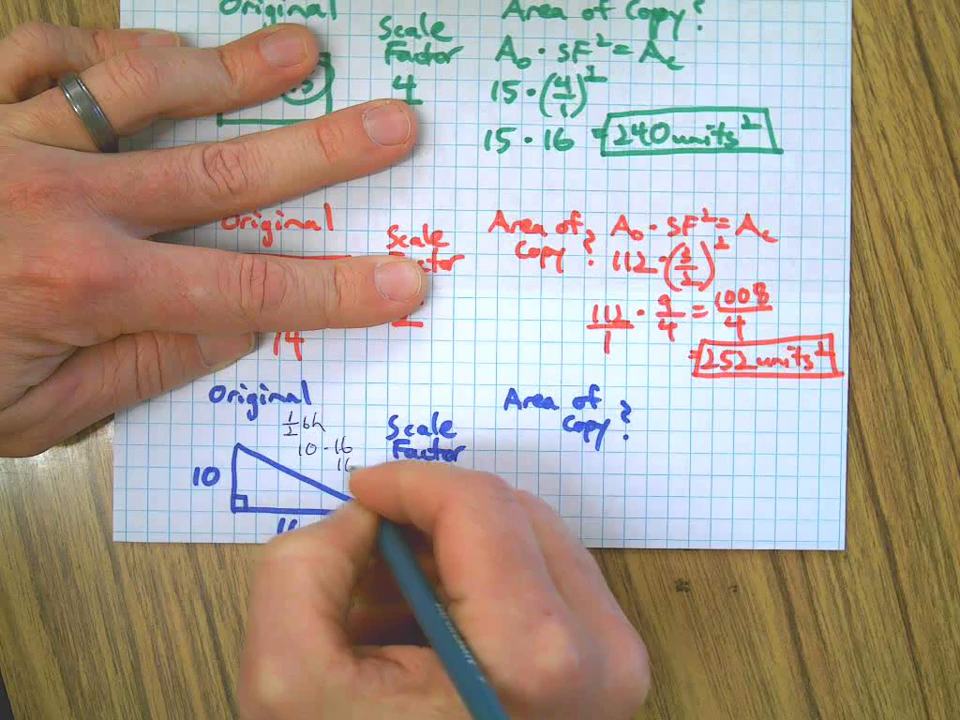 Original
Scale
Factor
4
Area of Copy?
A₀ · SF² = Ac
15 · (4/1)²
15 · 16 = 240 units²
Original
Scale
14
Area of Copy?
A₀ · SF² = Ac
112 · (3/2)²
112/1 · 9/4 = 1008/4
= 252 units²
Original
1/2 bh
10 · 16
10
Scale
Factor
Area of
Copy?